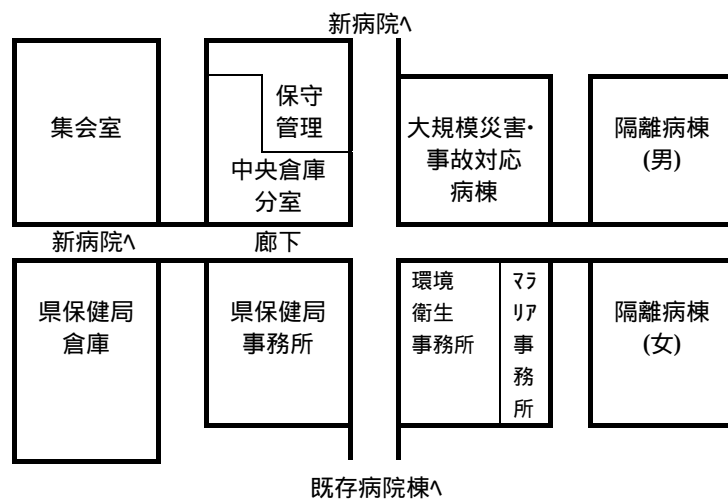 新病院へ
集会室
保守
管理
中央倉庫
分室
大規模災害・
事故対応
病棟
隔離病棟
(男)
新病院へ
廊下
県保健局
倉庫
県保健局
事務所
環境
衛生
事務所
マラ
リア
事
務
所
隔離病棟
(女)
既存病院棟へ